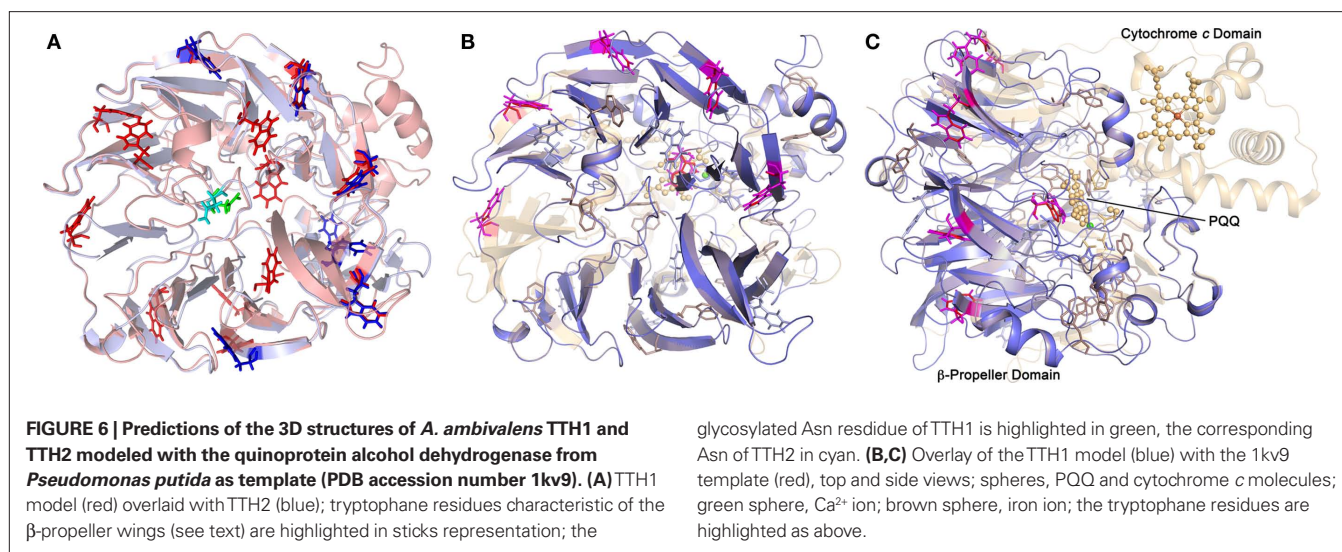 A
B
C
Cytochrome c Domain
PQQ
β-Propeller Domain
FIGURE 6 | Predictions of the 3D structures of A. ambivalens TTH1 and
TTH2 modeled with the quinoprotein alcohol dehydrogenase from
Pseudomonas putida as template (PDB accession number 1kv9). (A) TTH1
model (red) overlaid with TTH2 (blue); tryptophane residues characteristic of the
β-propeller wings (see text) are highlighted in sticks representation; the
glycosylated Asn resdidue of TTH1 is highlighted in green, the corresponding
Asn of TTH2 in cyan. (B,C) Overlay of the TTH1 model (blue) with the 1kv9
template (red), top and side views; spheres, PQQ and cytochrome c molecules;
green sphere, Ca²⁺ ion; brown sphere, iron ion; the tryptophane residues are
highlighted as above.